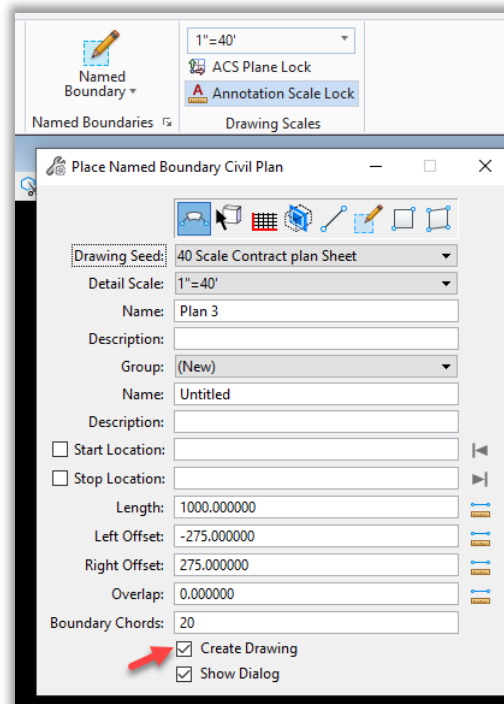 1"=40'
ACS Plane Lock
Named
Boundary
A Annotation Scale Lock
Named Boundaries
Drawing Scales
Place Named Boundary Civil Plan
Drawing Seed: 40 Scale Contract plan Sheet
Detail Scale: 1"=40'
Name: Plan 3
Description:
Group: (New)
Name: Untitled
Description:
Start Location:
Stop Location:
Length: 1000.000000
Left Offset: -275.000000
Right Offset: 275.000000
Overlap: 0.000000
Boundary Chords: 20
Create Drawing
Show Dialog